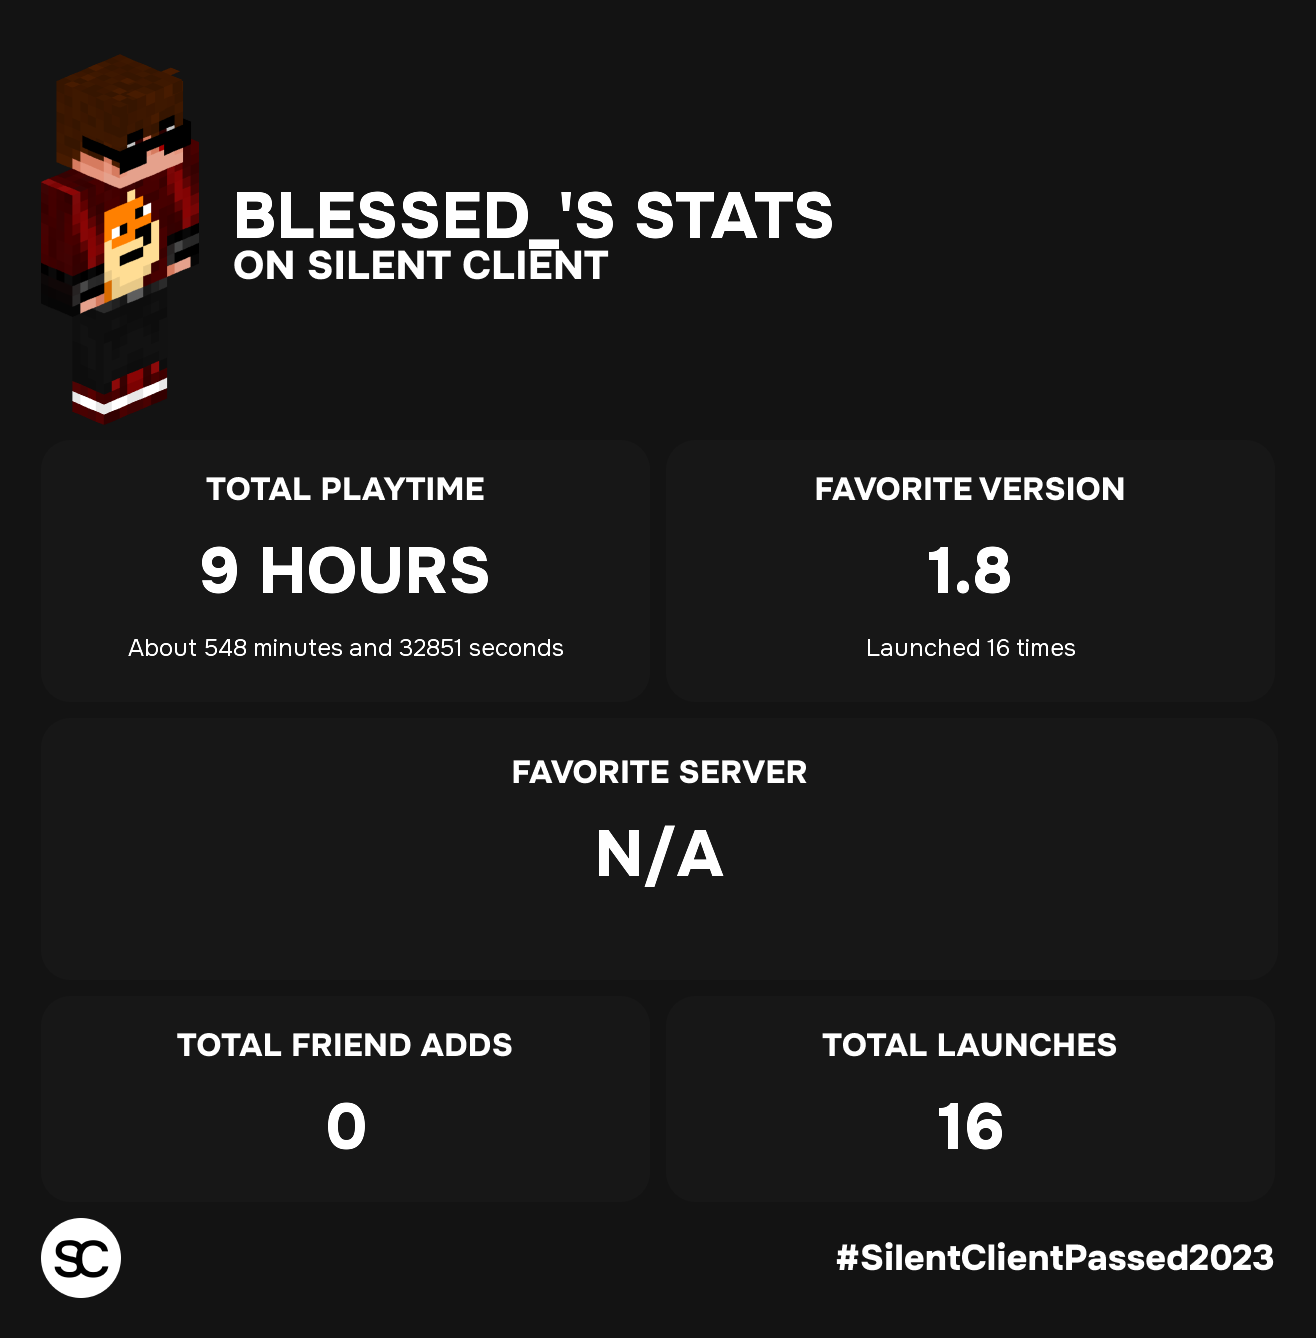 BLESSED_'S STATS
ON SILENT CLIENT
TOTAL PLAYTIME
9 HOURS
About 548 minutes and 32851 seconds
FAVORITE VERSION
1.8
Launched 16 times
FAVORITE SERVER
N/A
TOTAL FRIEND ADDS
0
TOTAL LAUNCHES
16
SC
#SilentClientPassed2023